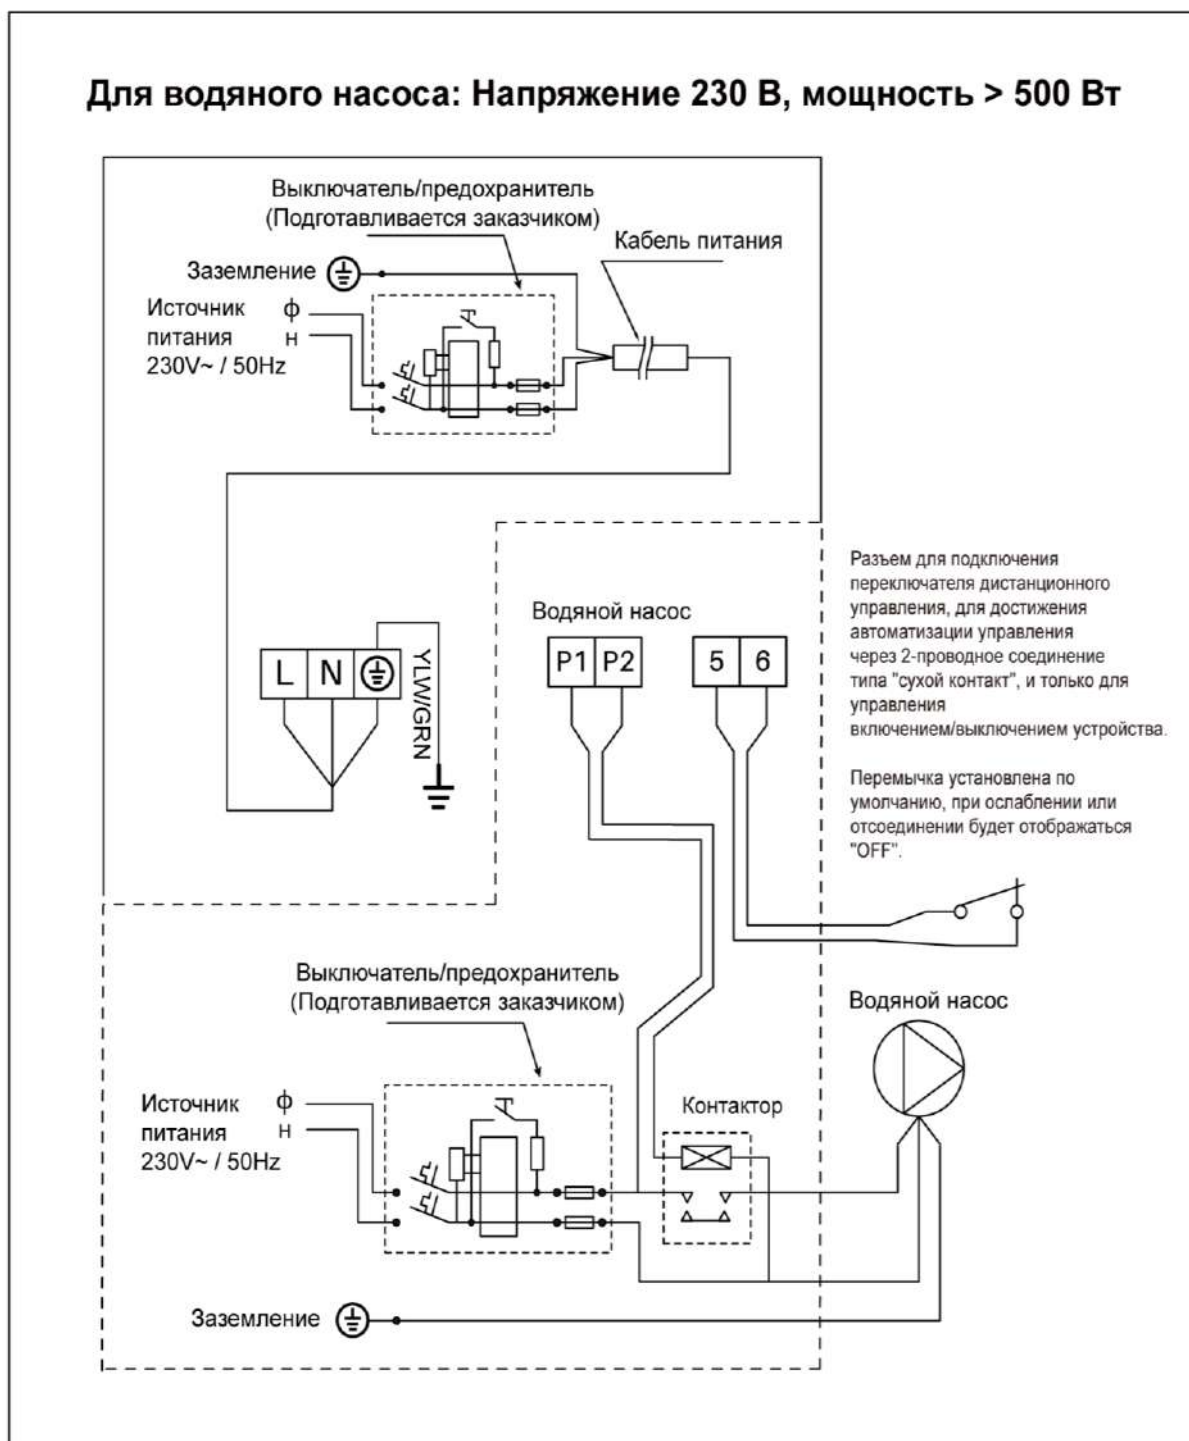 Для водяного насоса: Напряжение 230 В, мощность > 500 Вт
Выключатель/предохранитель
(Подготавливается заказчиком)
Кабель питания
Заземление
Источник ф
питания н
230V~ / 50Hz
Водяной насос
L N
YLW/GRN
P1 P2
5 6
Разъем для подключения
переключателя дистанционного
управления, для достижения
автоматизации управления
через 2-проводное соединение
типа "сухой контакт", и только для
управления
включением/выключением устройства.
Перемычка установлена по
умолчанию, при ослаблении или
отсоединении будет отображаться
"OFF".
Выключатель/предохранитель
(Подготавливается заказчиком)
Водяной насос
Источник ф
питания н
230V~ / 50Hz
Контактор
Заземление